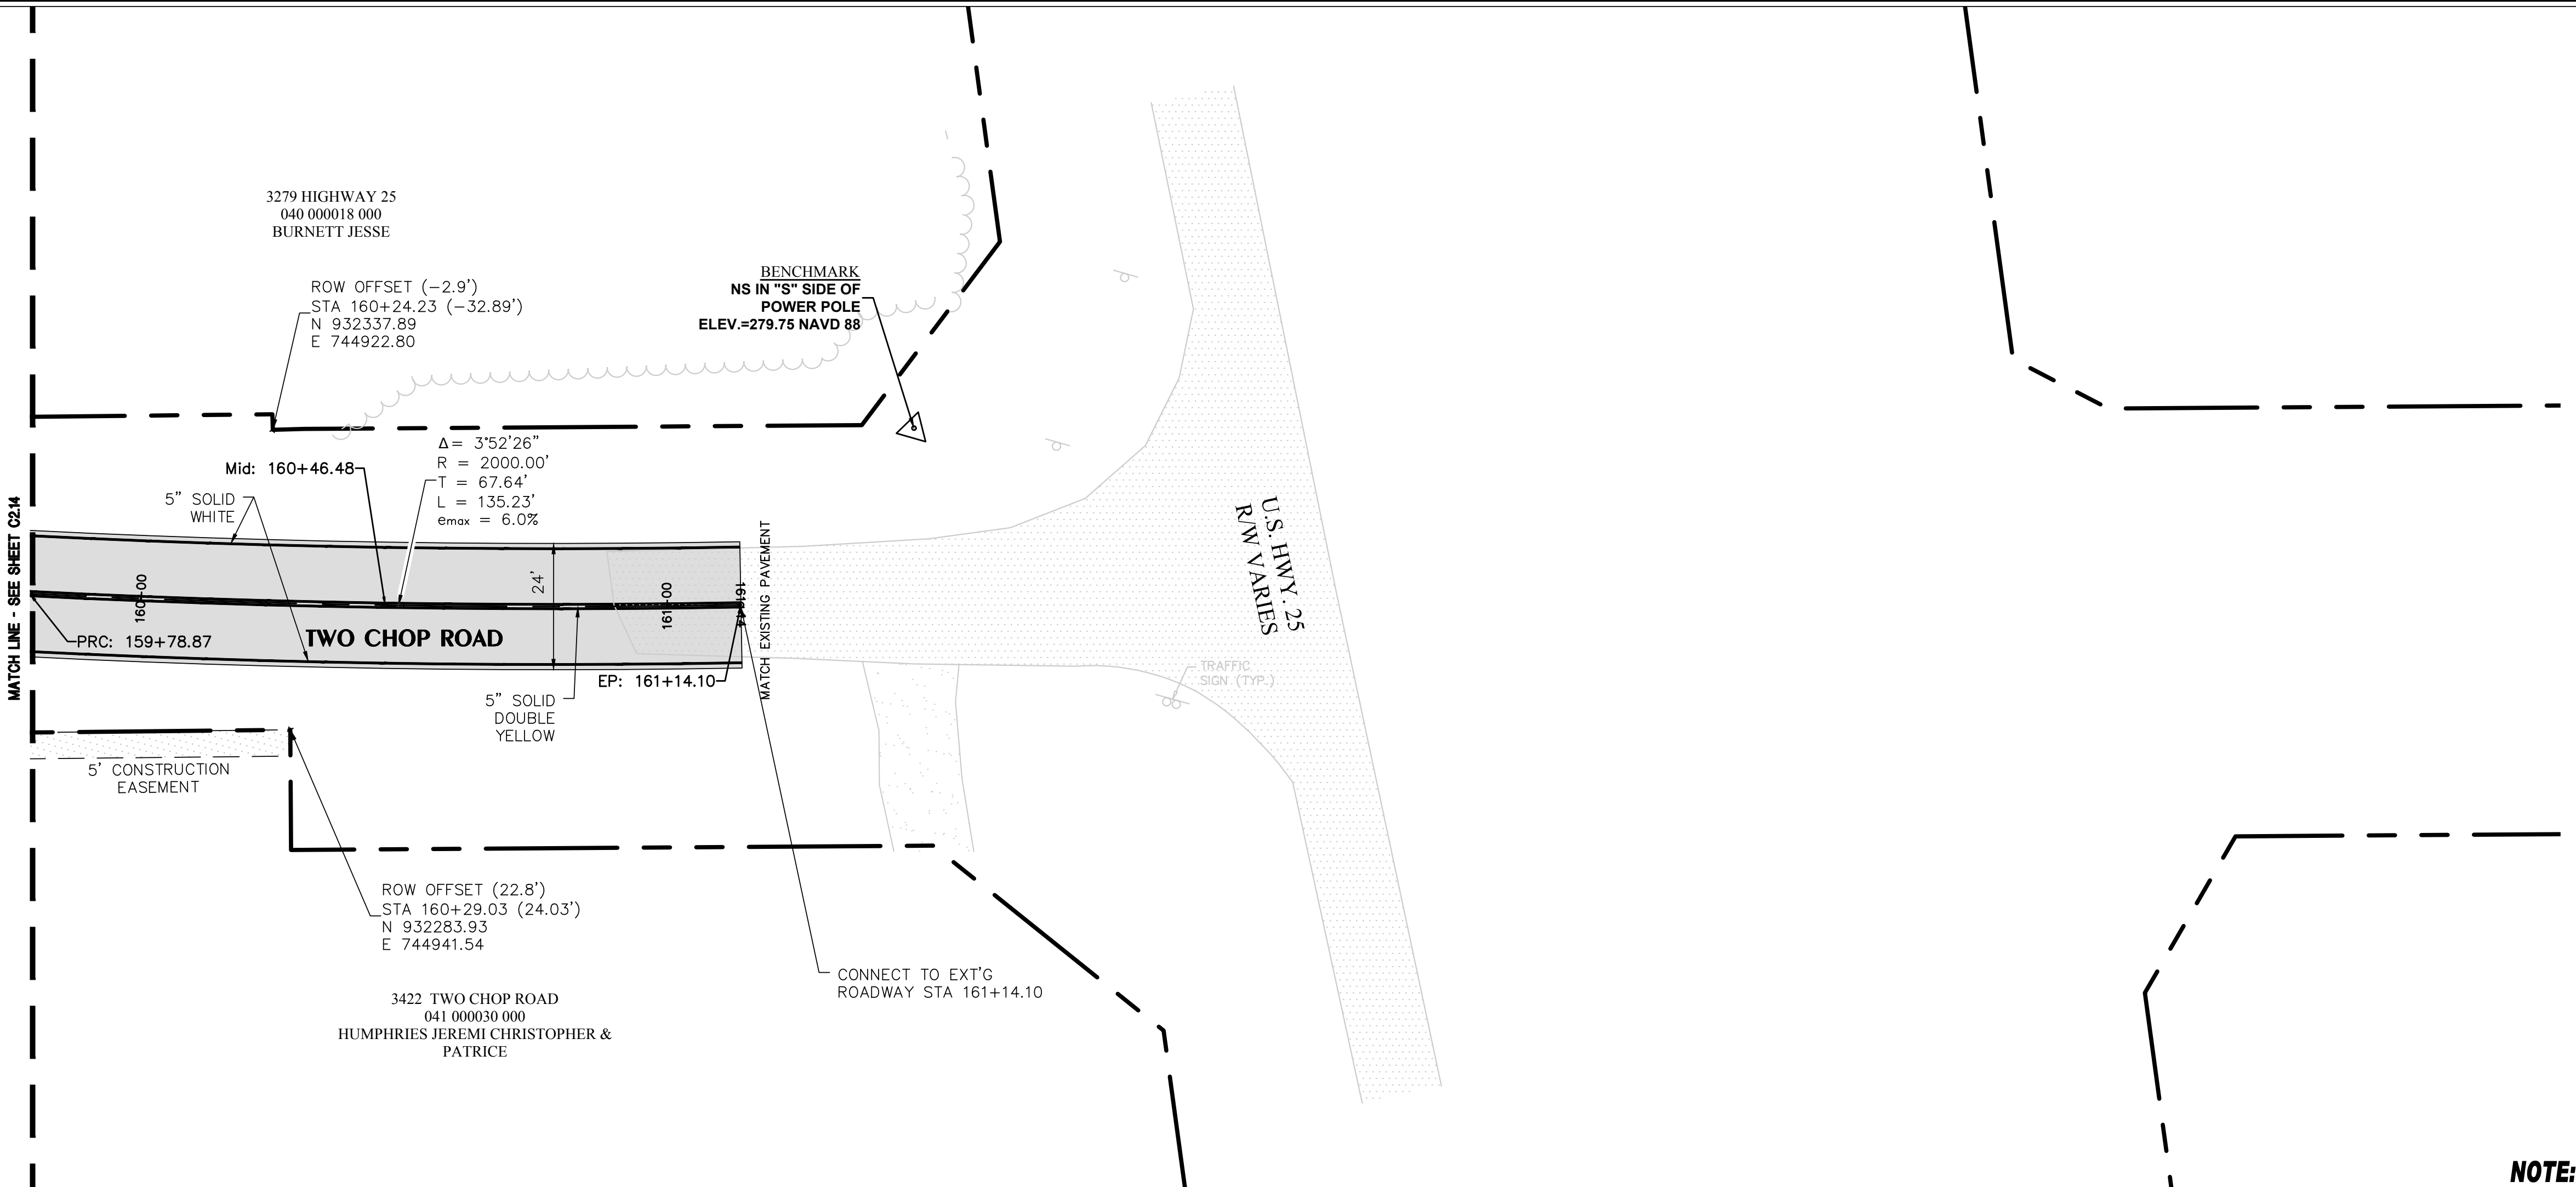 3279 HIGHWAY 25
040 000018 000
BURNETT JESSE
ROW OFFSET (-2.9')
STA 160+24.23 (-32.89')
N 932337.89
E 744922.80
BENCHMARK
NS IN "S" SIDE OF
POWER POLE
ELEV.=279.75 NAVD 88
Δ= 3°52'26"
R = 2000.00'
T = 67.64'
L = 135.23'
emax = 6.0%
Mid: 160+46.48
5" SOLID
WHITE
MATCH LINE - SEE SHEET C2.14
160+00
24'
161+00
MATCH EXISTING PAVEMENT
U.S. HWY. 25
R/W VARIES
PRC: 159+78.87
TWO CHOP ROAD
EP: 161+14.10
TRAFFIC
SIGN (TYP.)
5" SOLID
DOUBLE
YELLOW
5' CONSTRUCTION
EASEMENT
ROW OFFSET (22.8')
STA 160+29.03 (24.03')
N 932283.93
E 744941.54
CONNECT TO EXT'G
ROADWAY STA 161+14.10
3422 TWO CHOP ROAD
041 000030 000
HUMPHRIES JEREMI CHRISTOPHER &
PATRICE
NOTE: